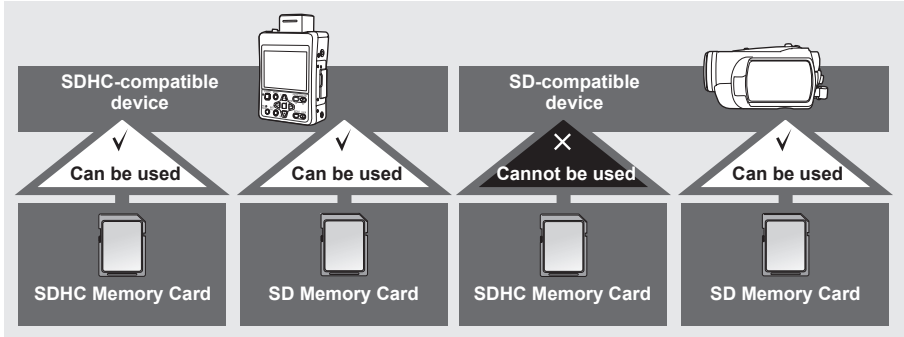 SDHC-compatible
device
SD-compatible
device
Can be used
Can be used
Cannot be used
Can be used
SDHC Memory Card
SD Memory Card
SDHC Memory Card
SD Memory Card